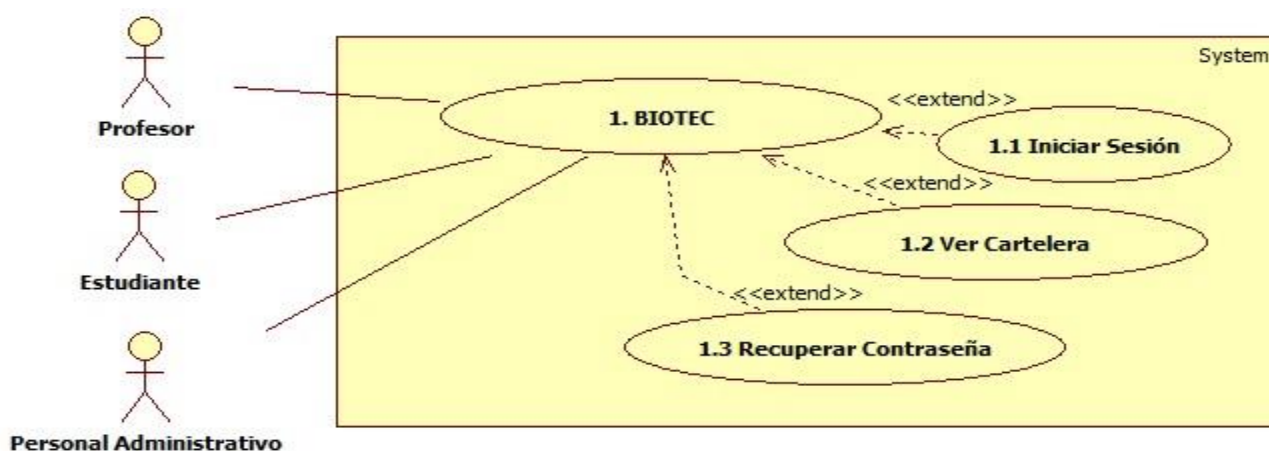 Profesor
System
1. BIOTEC
<<extend>>
1.1 Iniciar Sesión
<<extend>>
Estudiante
1.2 Ver Cartelera
<<extend>>
1.3 Recuperar Contraseña
Personal Administrativo